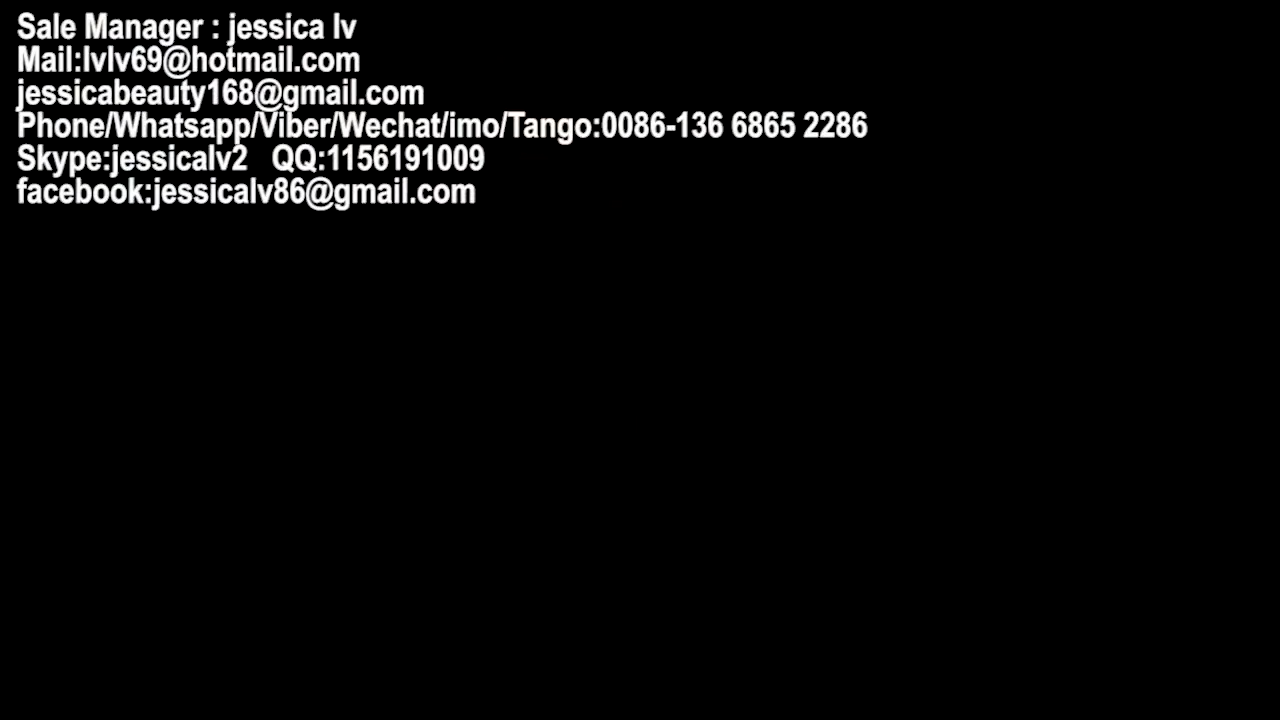 Sale Manager : jessica lv
Mail:lvlv69@hotmail.com
jessicabeauty168@gmail.com
Phone/Whatsapp/Viber/Wechat/imo/Tango:0086-136 6865 2286
Skype:jessicalv2   QQ:1156191009
facebook:jessicalv86@gmail.com